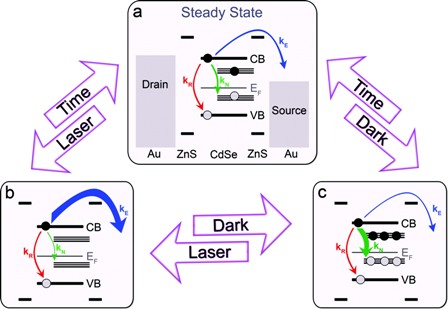 a
Steady State
k_E
CB
Drain
k_R
k_N
E_F
Source
VB
Au ZnS CdSe ZnS Au
Time
Laser
Time
Dark
b
k_E
CB
k_R
k_N
E_F
VB
Dark
Laser
c
k_E
CB
k_R
k_N
E_F
VB